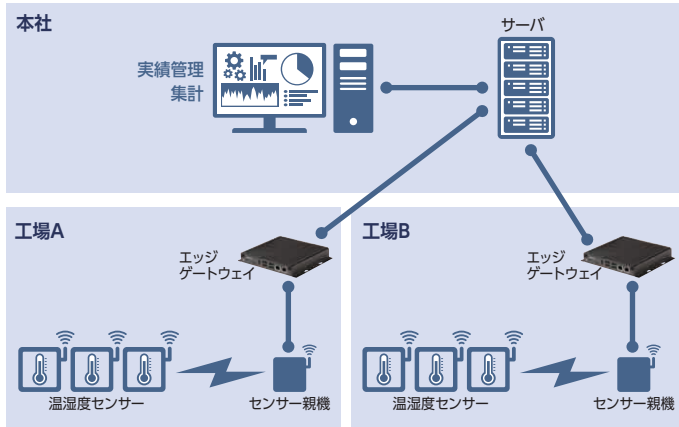 本社
サーバ
実績管理
集計
工場A
エッジ
ゲートウェイ
温湿度センサー
センサー親機
工場B
エッジ
ゲートウェイ
温湿度センサー
センサー親機